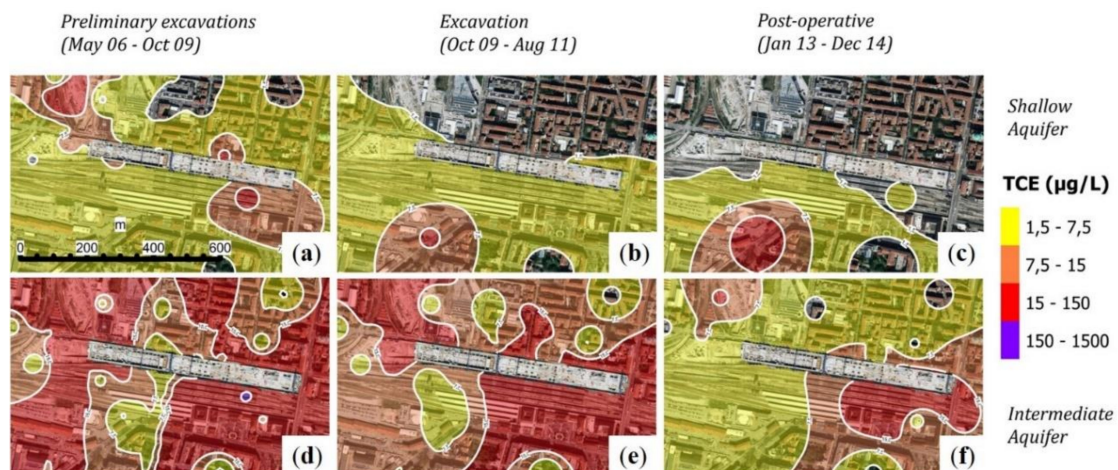 Preliminary excavations
(May 06 - Oct 09)
Excavation
(Oct 09 - Aug 11)
Post-operative
(Jan 13 - Dec 14)
Shallow
Aquifer
TCE (µg/L)
1,5 - 7,5
7,5 - 15
15 - 150
150 - 1500
Intermediate
Aquifer
m
0 200 400 600
(a)
(b)
(c)
(d)
(e)
(f)